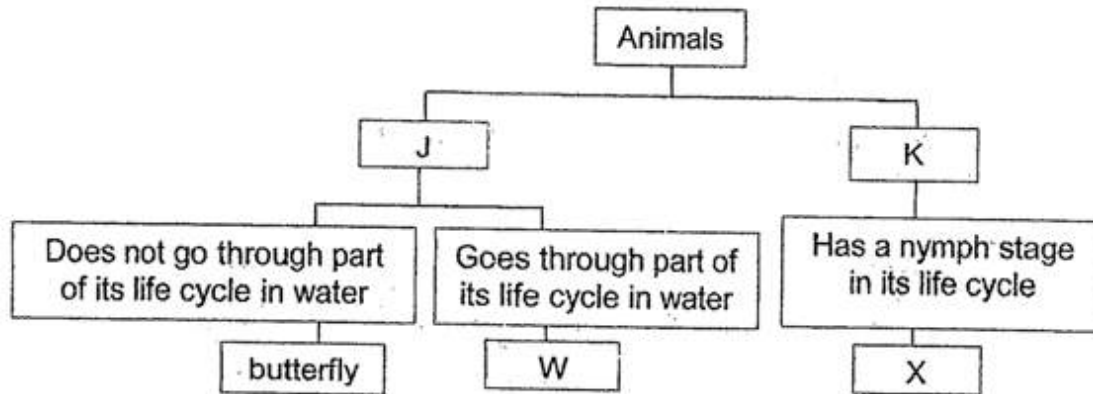 Animals
J
K
Does not go through part
of its life cycle in water
Goes through part of
its life cycle in water
Has a nymph stage
in its life cycle
butterfly
W
X